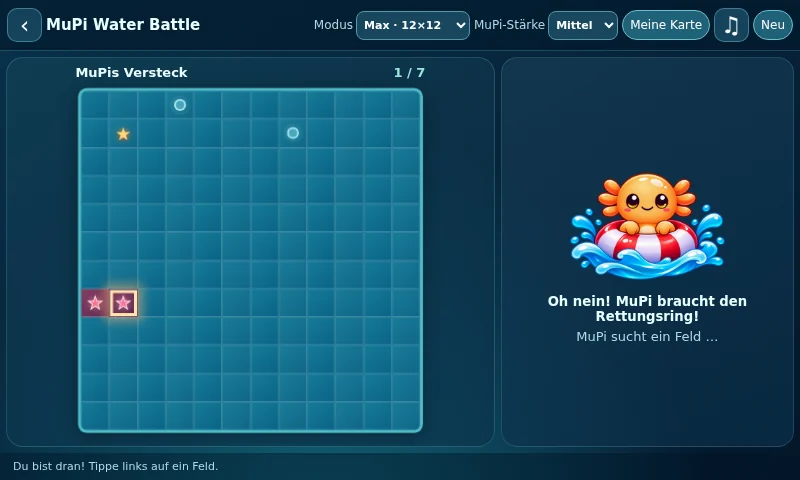 ‹ MuPi Water Battle Modus Max · 12×12 MuPi-Stärke Mittel Meine Karte ♫ Neu
MuPis Versteck 1 / 7
Oh nein! MuPi braucht den
Rettungsring!
MuPi sucht ein Feld ...
Du bist dran! Tippe links auf ein Feld.